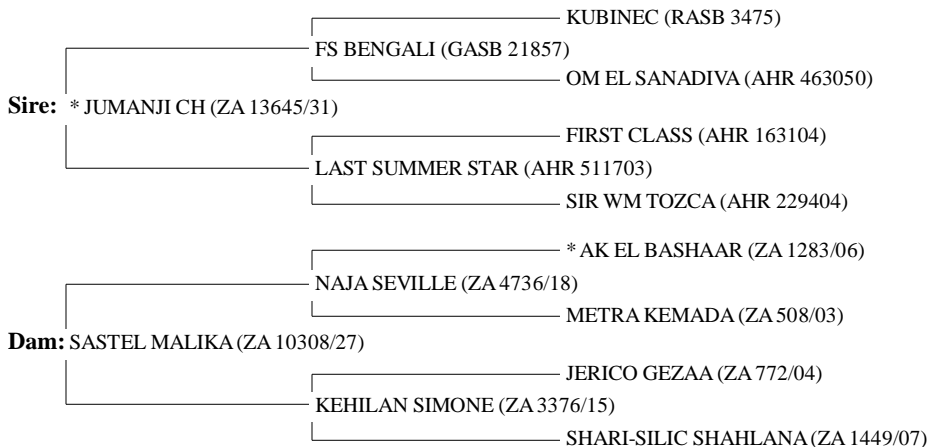 KUBINEC (RASB 3475)
FS BENGALI (GASB 21857)
OM EL SANADIVA (AHR 463050)
Sire: * JUMANJI CH (ZA 13645/31)
FIRST CLASS (AHR 163104)
LAST SUMMER STAR (AHR 511703)
SIR WM TOZCA (AHR 229404)
* AK EL BASHAAR (ZA 1283/06)
NAJA SEVILLE (ZA 4736/18)
METRA KEMADA (ZA 508/03)
Dam: SASTEL MALIKA (ZA 10308/27)
JERICO GEZAA (ZA 772/04)
KEHILAN SIMONE (ZA 3376/15)
SHARI-SILIC SHAHLANA (ZA 1449/07)